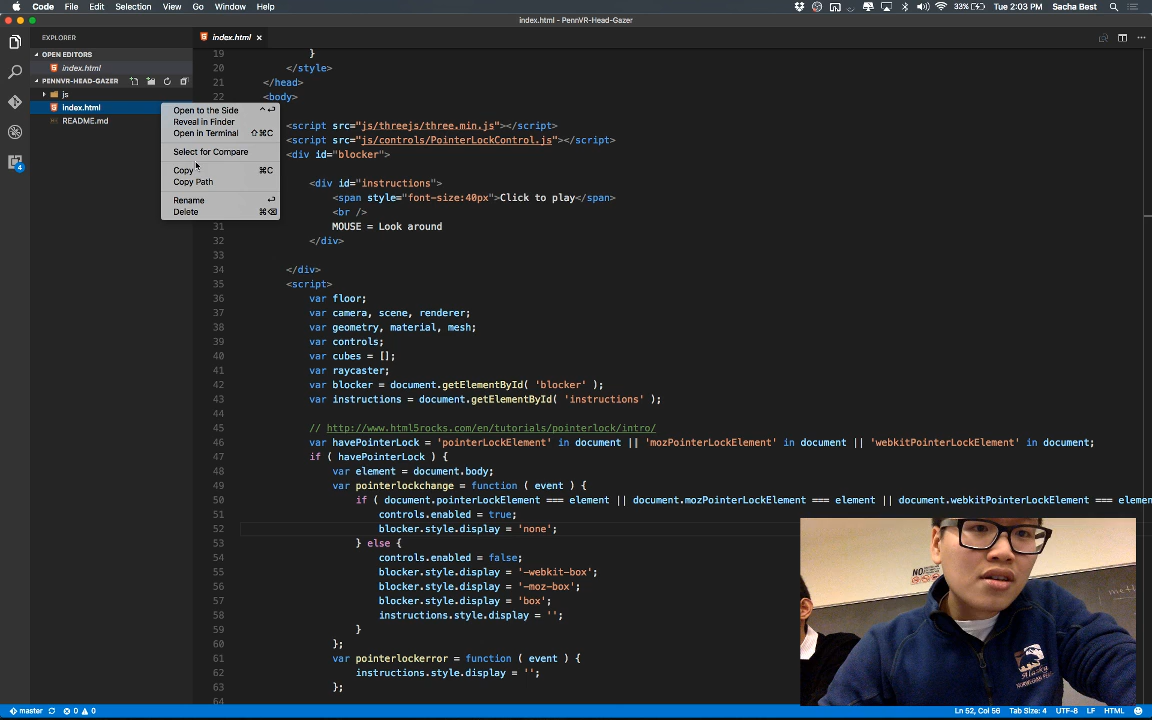 Code File Edit Selection View Go Window Help 33% Tue 2:03 PM Sacha Best
index.html - PennVR-Head-Gazer
EXPLORER
index.html
OPEN EDITORS
index.html
PENNVR-HEAD-GAZER
js
index.html
README.md
Open to the Side
Reveal in Finder
Open in Terminal ⇧⌘C
Select for Compare
Copy ⌘C
Copy Path
Rename
Delete ⌘⌫
19 }
20 </style>
21 </head>
22 <body>
<script src="js/threejs/three.min.js"></script>
<script src="js/controls/PointerLockControl.js"></script>
<div id="blocker">
<div id="instructions">
<span style="font-size:40px">Click to play</span>
<br />
31 MOUSE = Look around
32 </div>
33
34 </div>
35 <script>
36 var floor;
37 var camera, scene, renderer;
38 var geometry, material, mesh;
39 var controls;
40 var cubes = [];
41 var raycaster;
42 var blocker = document.getElementById( 'blocker' );
43 var instructions = document.getElementById( 'instructions' );
44
45 // http://www.html5rocks.com/en/tutorials/pointerlock/intro/
46 var havePointerLock = 'pointerLockElement' in document || 'mozPointerLockElement' in document || 'webkitPointerLockElement' in document;
47 if ( havePointerLock ) {
48 var element = document.body;
49 var pointerlockchange = function ( event ) {
50 if ( document.pointerLockElement === element || document.mozPointerLockElement === element || document.webkitPointerLockElement === elemen
51 controls.enabled = true;
52 blocker.style.display = 'none';
53 } else {
54 controls.enabled = false;
55 blocker.style.display = '-webkit-box';
56 blocker.style.display = '-moz-box';
57 blocker.style.display = 'box';
58 instructions.style.display = '';
59 }
60 };
61 var pointerlockerror = function ( event ) {
62 instructions.style.display = '';
63 };
64
NO
Alaska
4
master 0 0 Ln 52, Col 56 Tab Size: 4 UTF-8 LF HTML